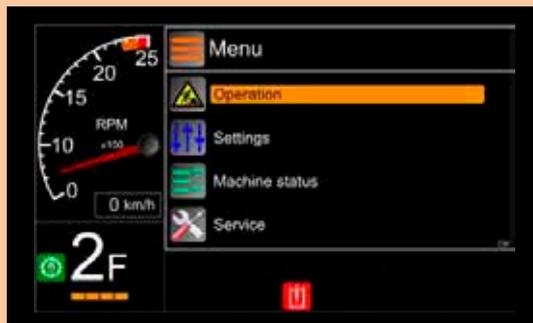 Menu
25
20
15
RPM
x100
10
0
0 km/h
Operation
Settings
Machine status
Service
2F